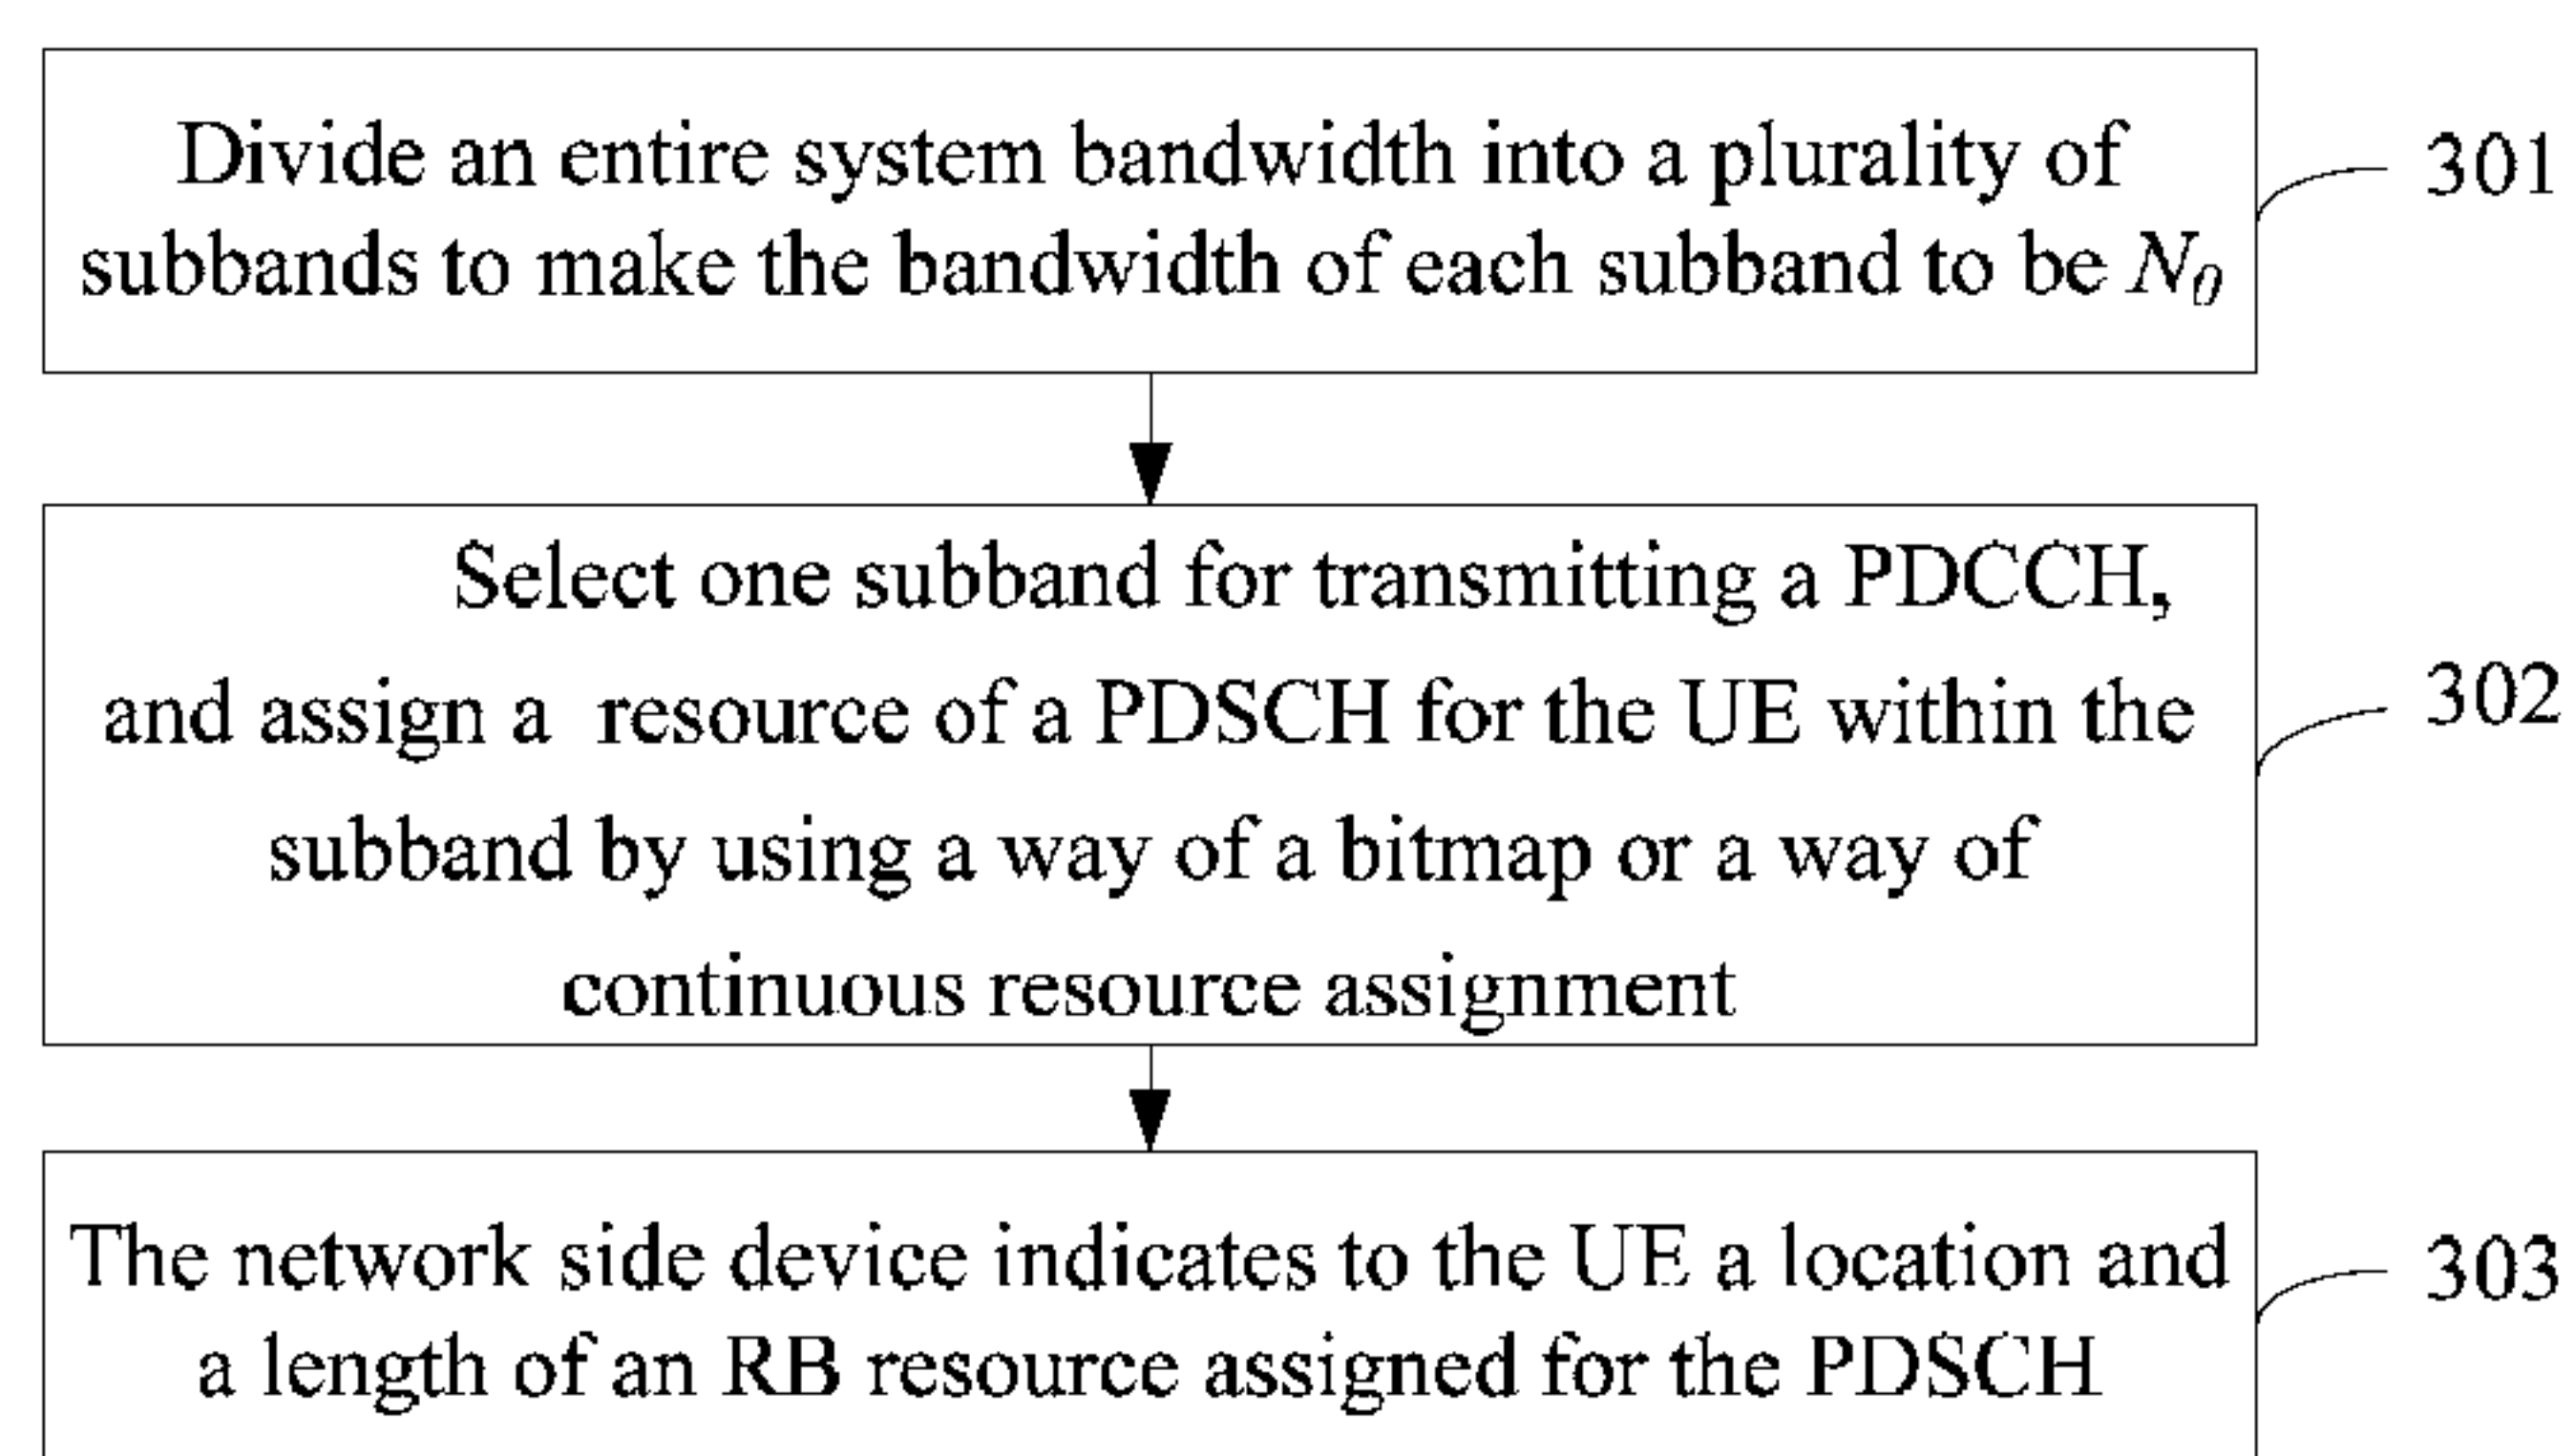 Divide an entire system bandwidth into a plurality of
subbands to make the bandwidth of each subband to be N₀
301
Select one subband for transmitting a PDCCH,
and assign a resource of a PDSCH for the UE within the
subband by using a way of a bitmap or a way of
continuous resource assignment
302
The network side device indicates to the UE a location and
a length of an RB resource assigned for the PDSCH
303